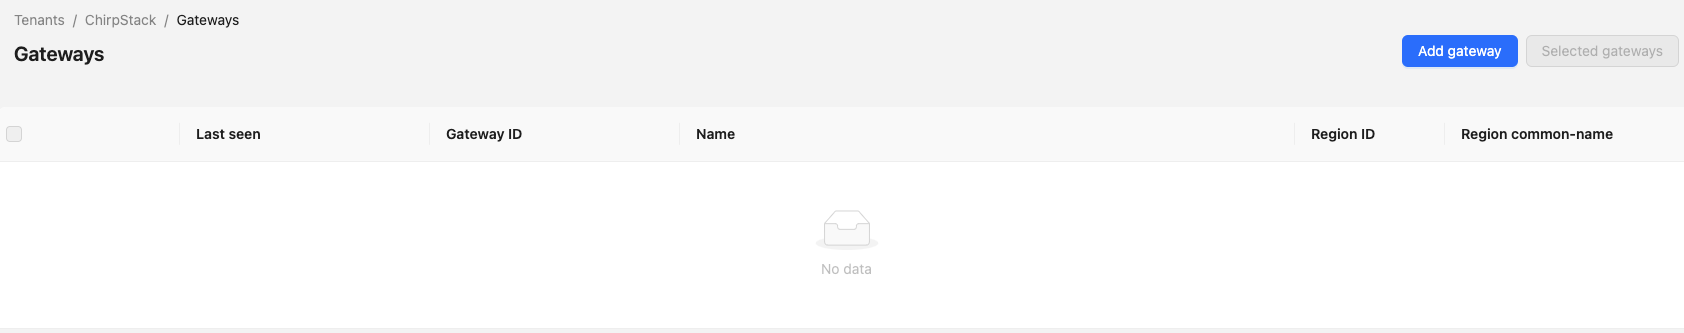 Tenants / ChirpStack / Gateways
Gateways
Add gateway
Selected gateways
Last seen
Gateway ID
Name
Region ID
Region common-name
No data